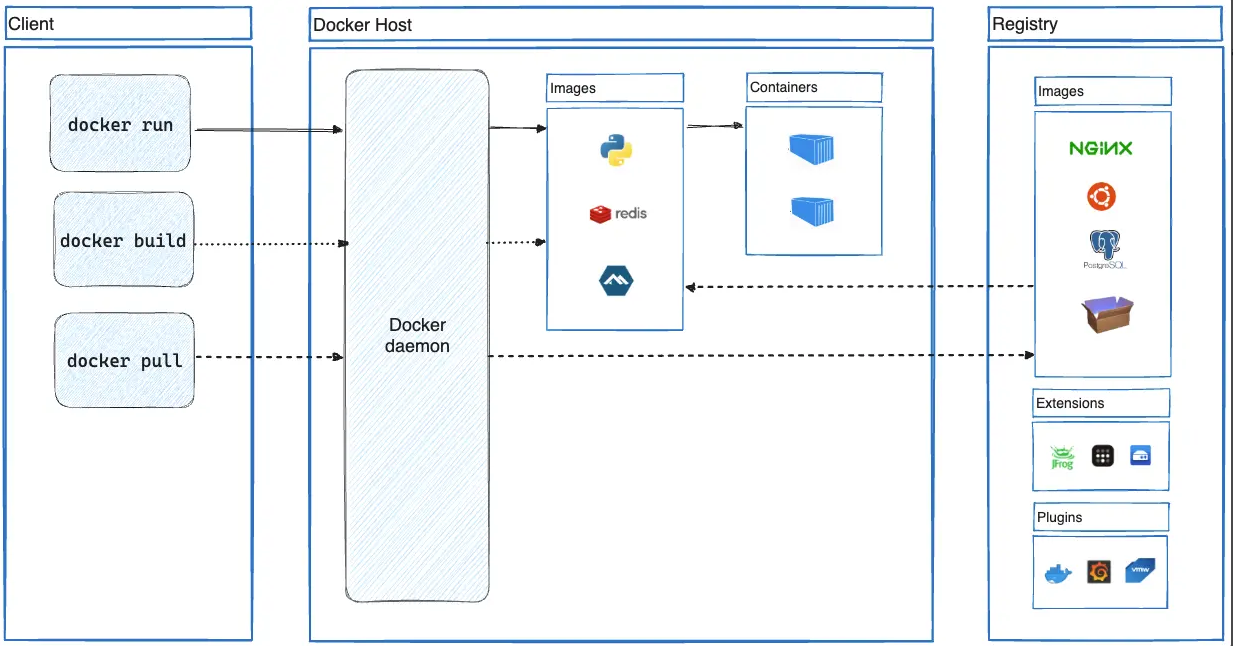 Client
docker run
docker build
docker pull
Docker Host
Docker
daemon
Images
redis
Containers
Registry
Images
NGINX
PostgreSQL
Extensions
JFrog
Plugins
vmw